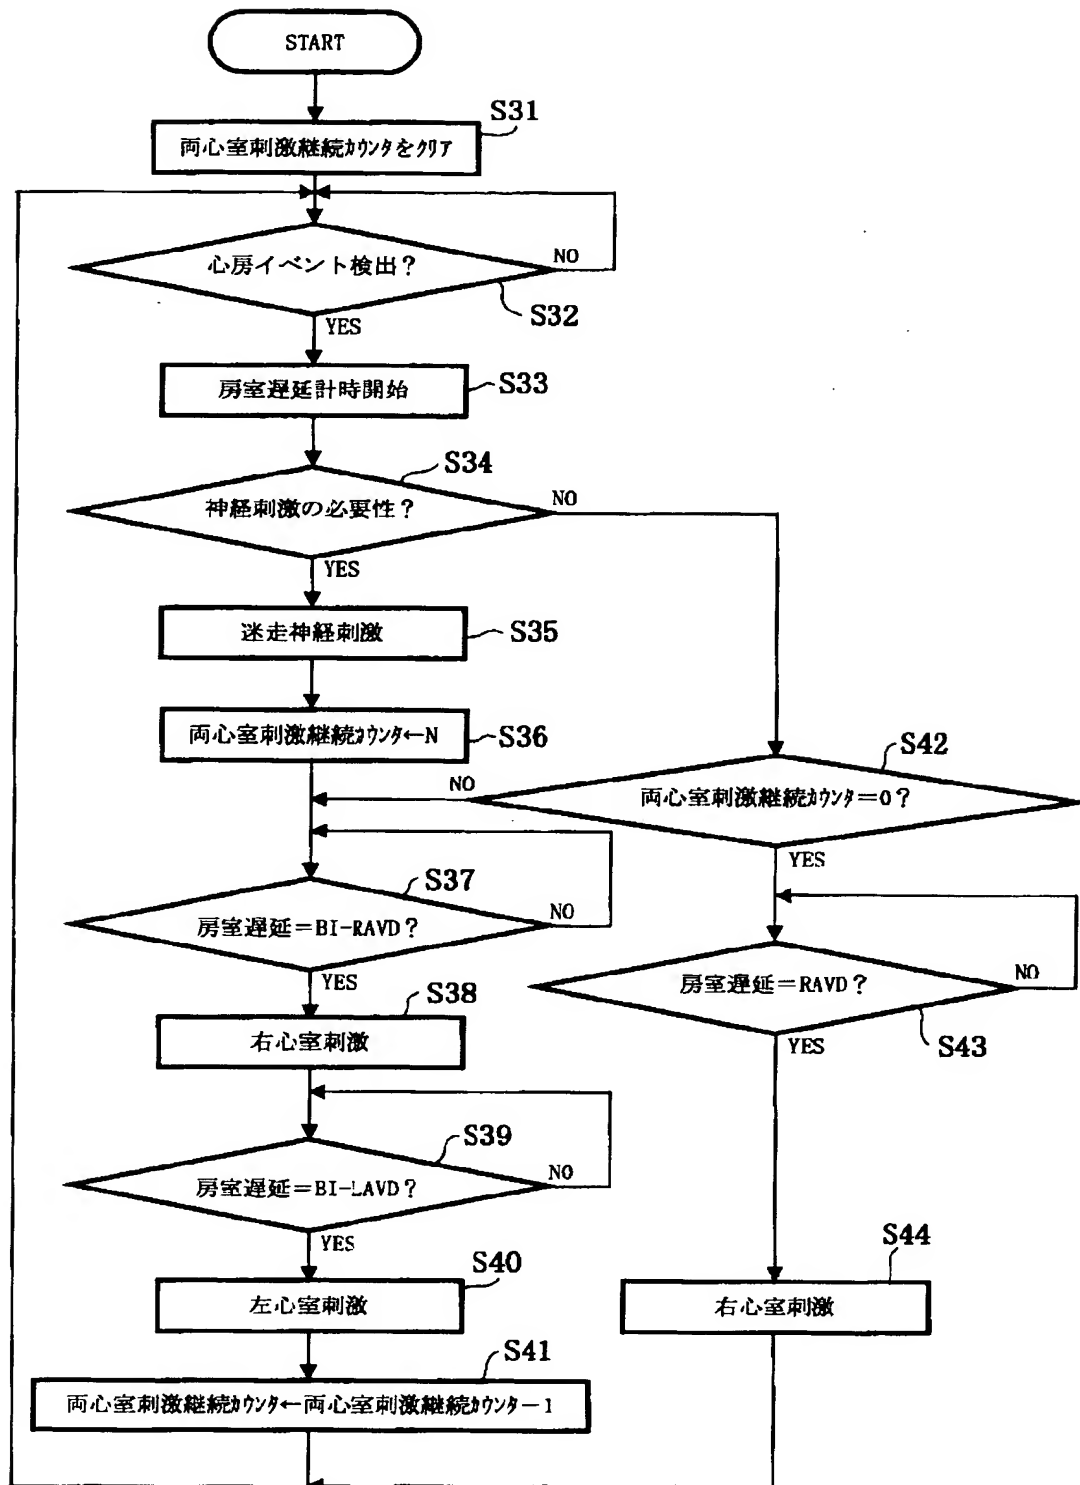 START
S31
両心室刺激継続ｶｳﾝﾀをｸﾘｱ
心房イベント検出？
NO
S32
YES
房室遅延計時開始
S33
S34
神経刺激の必要性？
NO
YES
迷走神経刺激
S35
両心室刺激継続ｶｳﾝﾀ←N
S36
S42
NO
両心室刺激継続ｶｳﾝﾀ＝0？
YES
S37
房室遅延＝BI-RAVD？
NO
YES
房室遅延＝RAVD？
NO
S43
YES
S38
右心室刺激
S39
房室遅延＝BI-LAVD？
NO
YES
S40
左心室刺激
S44
右心室刺激
S41
両心室刺激継続ｶｳﾝﾀ←両心室刺激継続ｶｳﾝﾀ－1